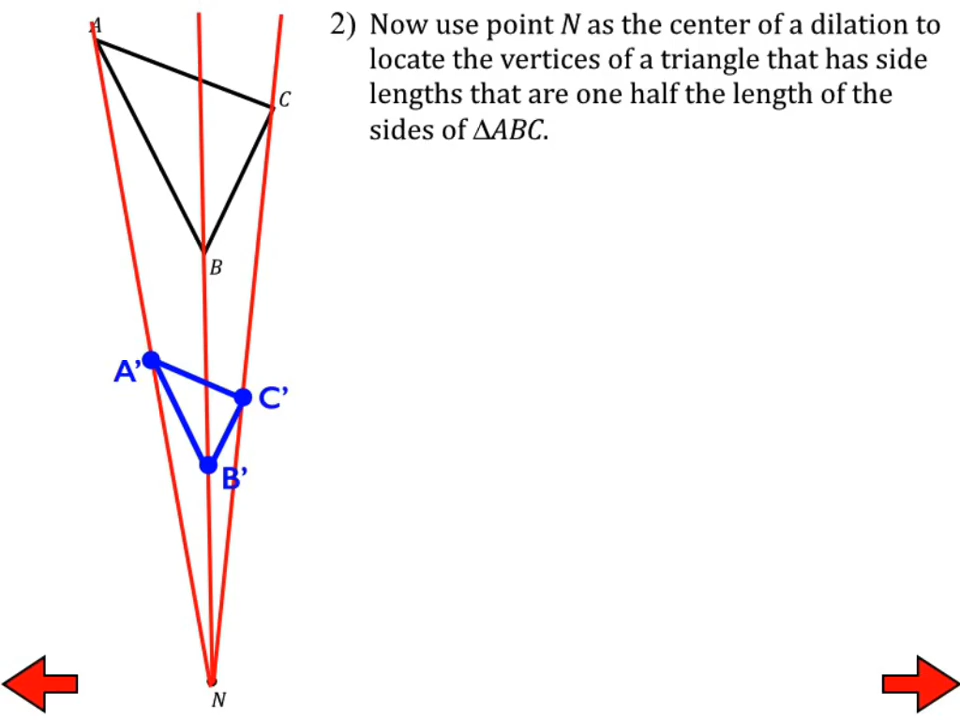 A
2) Now use point N as the center of a dilation to
locate the vertices of a triangle that has side
lengths that are one half the length of the
sides of ΔABC.
C
B
A’
C’
B’
N